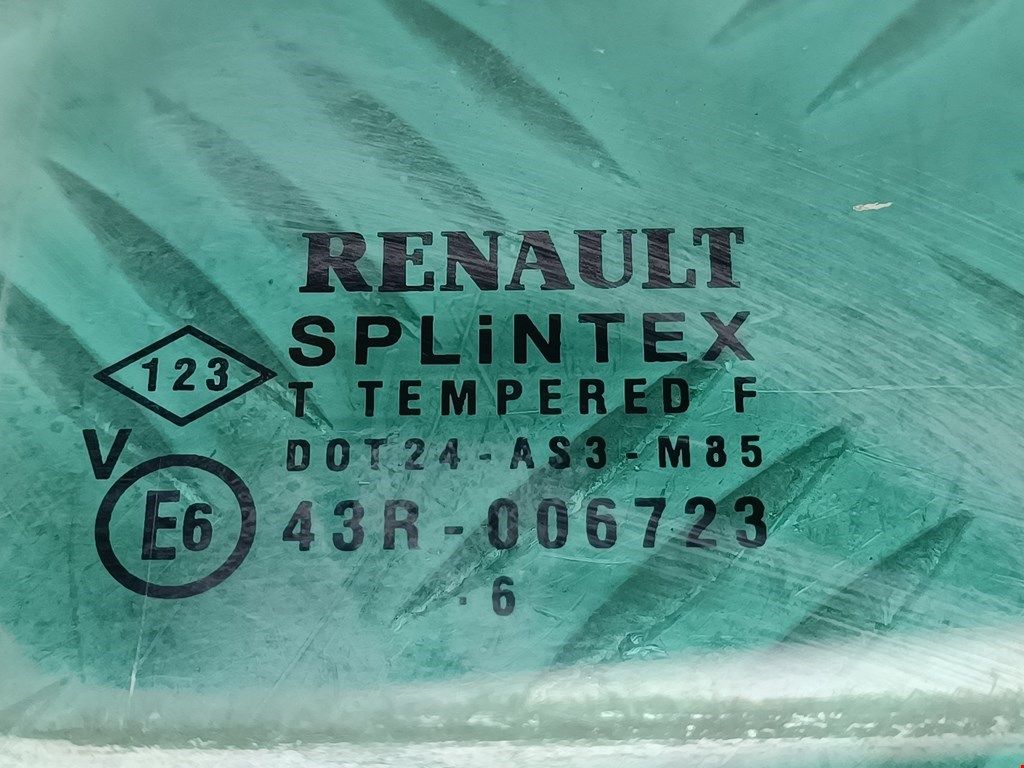 RENAULT
SPLiNTEX
123
T TEMPERED F
V
DOT24-AS3-M85
E6
43R-006723
.6